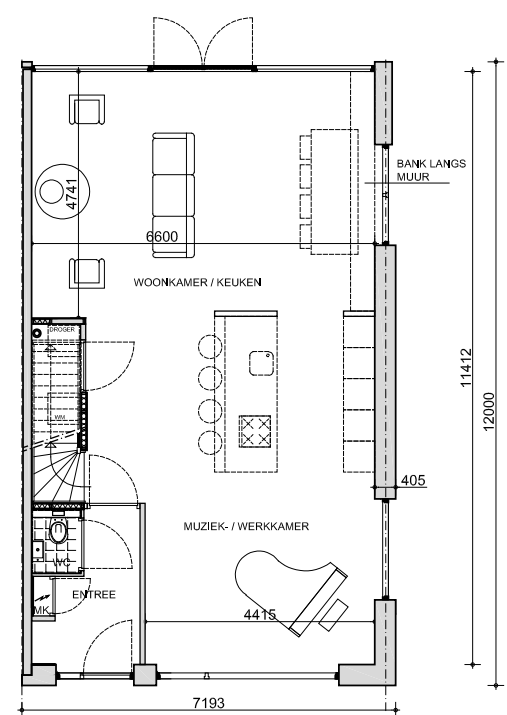 BANK LANGS
MUUR
4741
6600
WOONKAMER / KEUKEN
DROGER
11412
12000
WM
405
MUZIEK- / WERKKAMER
WC
ENTREE
MK
4415
7193